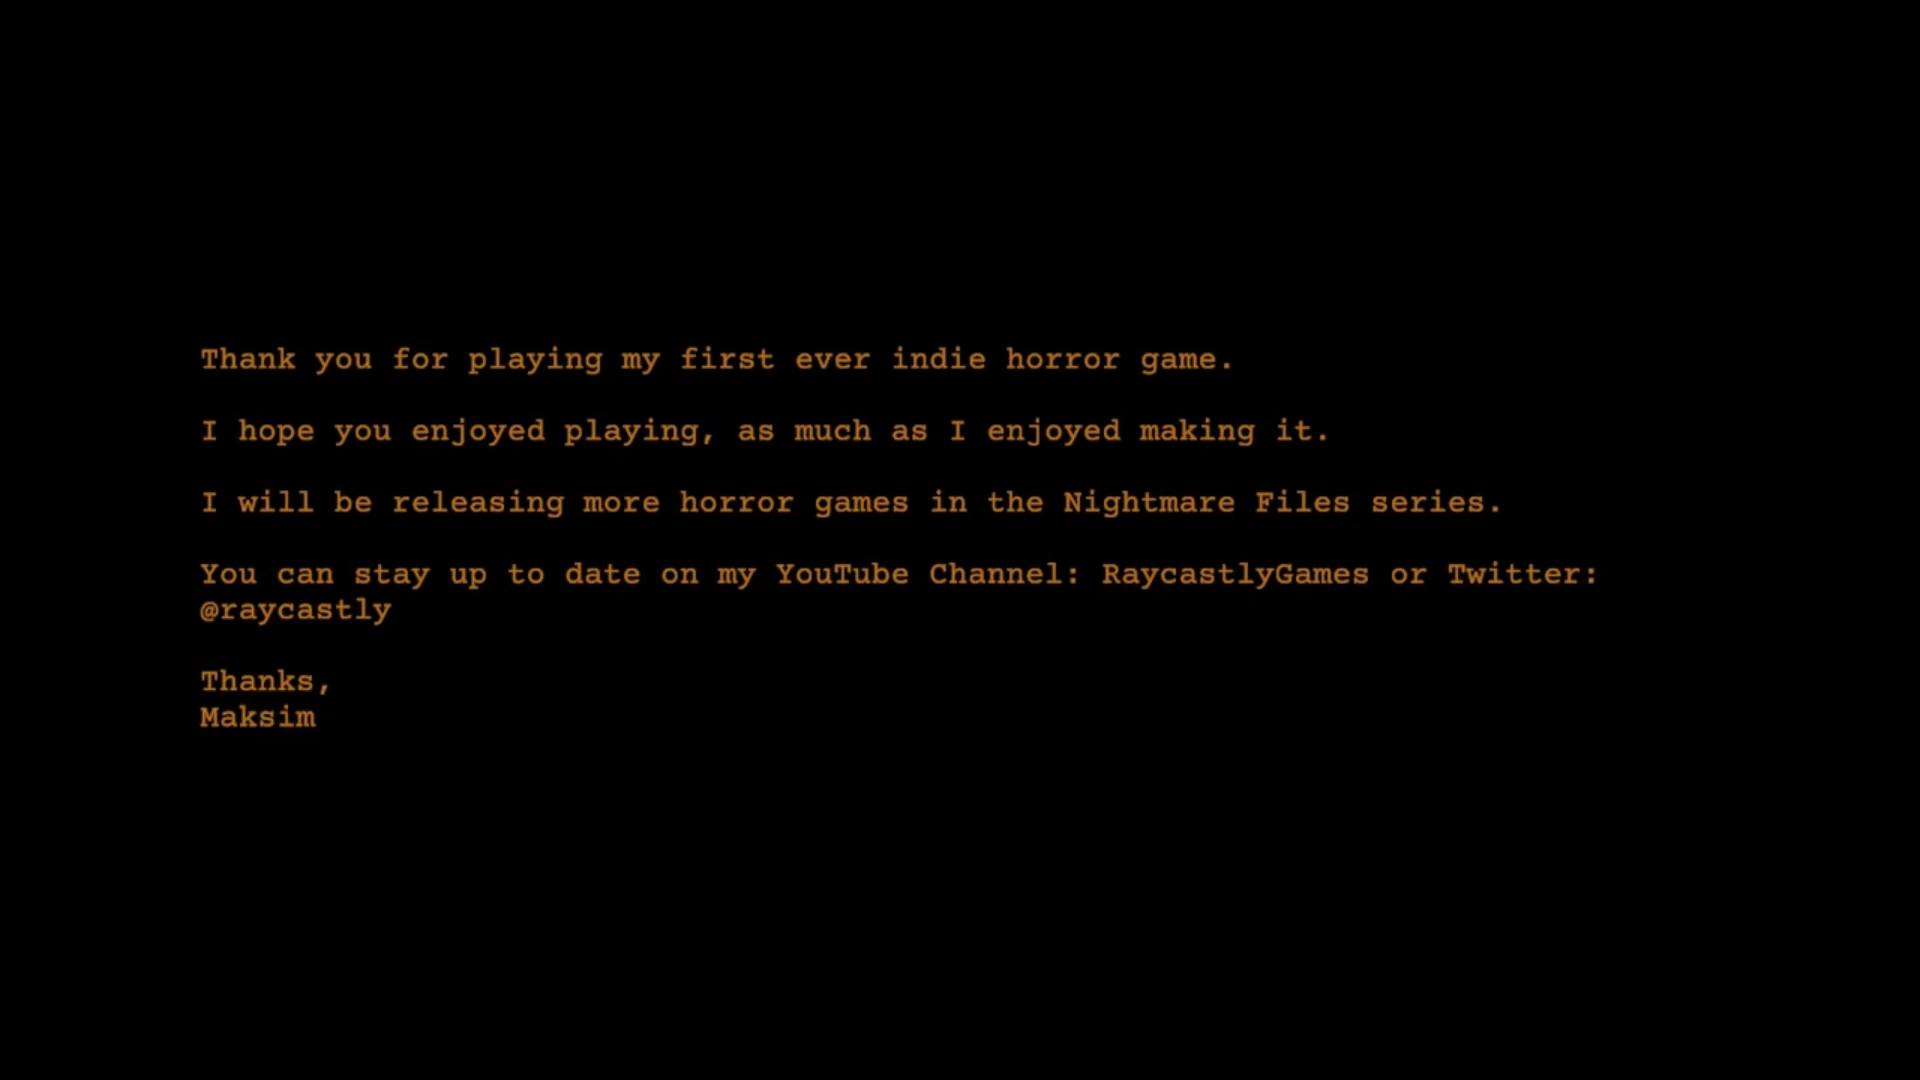 Thank you for playing my first ever indie horror game.
I hope you enjoyed playing, as much as I enjoyed making it.
I will be releasing more horror games in the Nightmare Files series.
You can stay up to date on my YouTube Channel: RaycastlyGames or Twitter:
@raycastly
Thanks,
Maksim